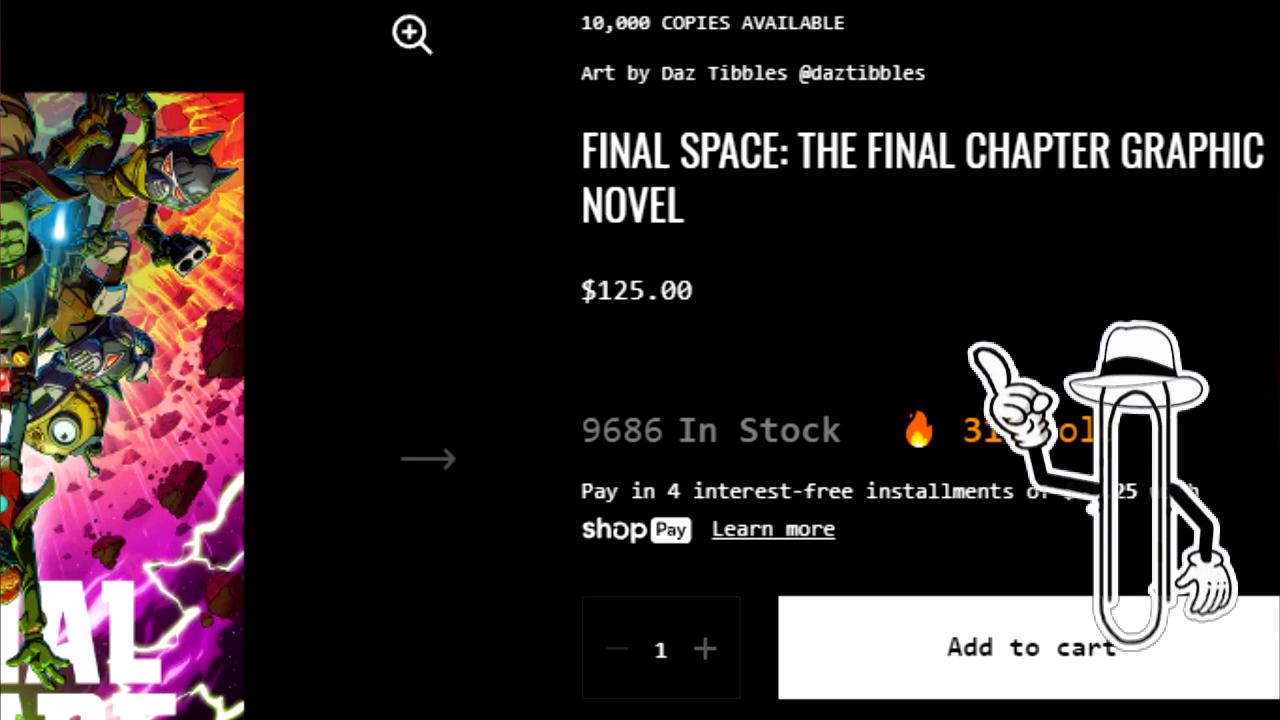 10,000 COPIES AVAILABLE
Art by Daz Tibbles @daztibbles
FINAL SPACE: THE FINAL CHAPTER GRAPHIC
NOVEL
$125.00
9686 In Stock
Pay in 4 interest-free installments
shop Pay Learn more
1
Add to cart